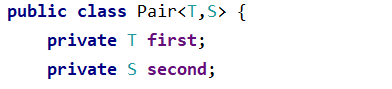 public class Pair<T,S> {
    private T first;
    private S second;